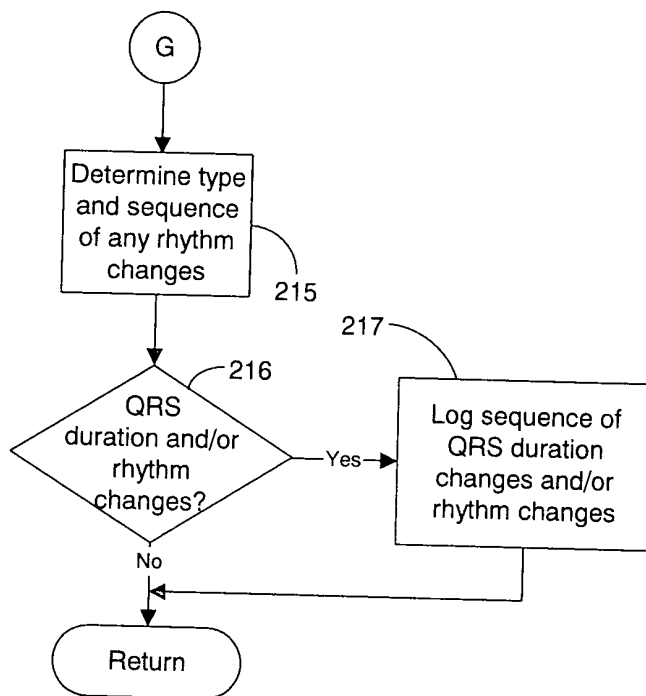 G
Determine type
and sequence
of any rhythm
changes
215
217
216
QRS
duration and/or
rhythm
changes?
Yes
Log sequence of
QRS duration
changes and/or
rhythm changes
No
Return